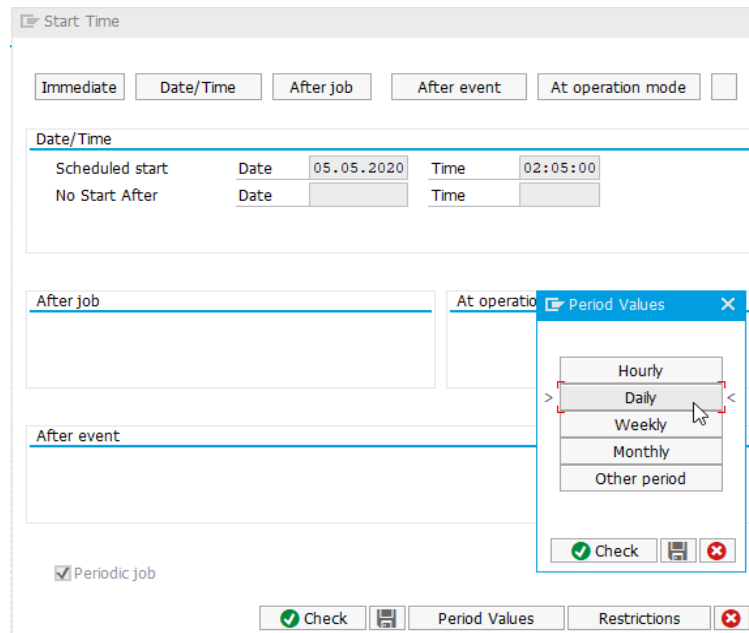 Start Time
Immediate Date/Time After job After event At operation mode
Date/Time
Scheduled start Date 05.05.2020 Time 02:05:00
No Start After Date Time
After job
At operatio
Period Values
Hourly
> Daily <
Weekly
Monthly
Other period
Check
After event
Periodic job
Check Period Values Restrictions